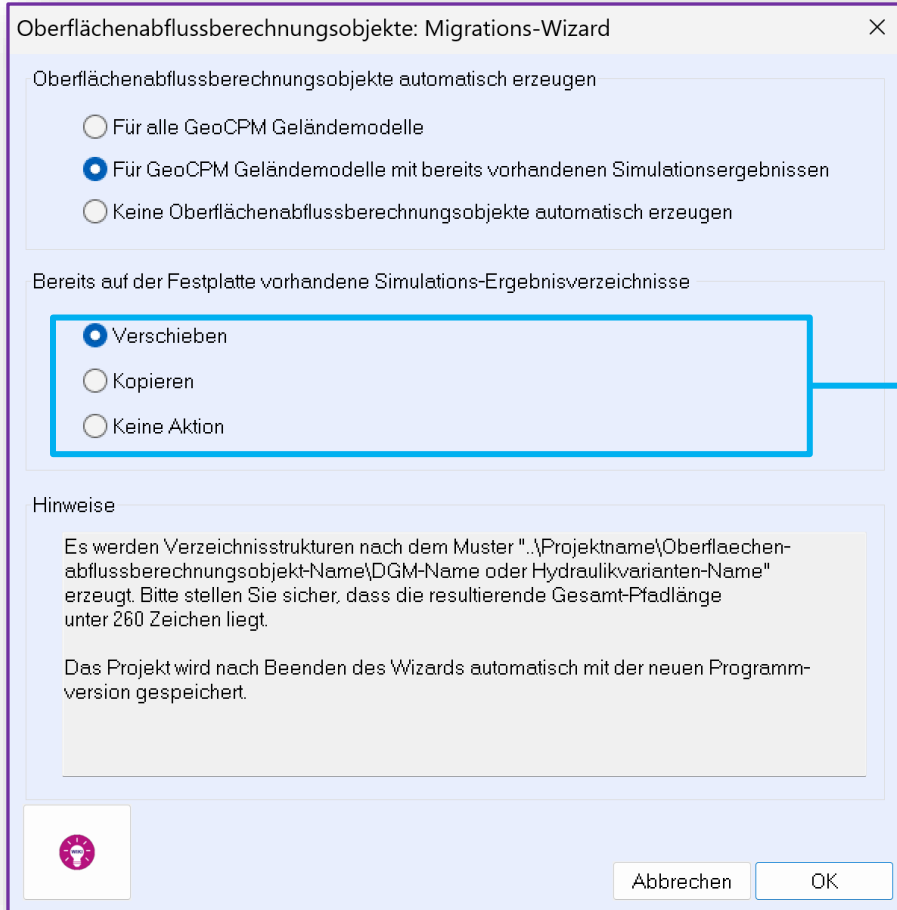 Oberflächenabflussberechnungsobjekte: Migrations-Wizard
Oberflächenabflussberechnungsobjekte automatisch erzeugen
Für alle GeoCPM Geländemodelle
Für GeoCPM Geländemodelle mit bereits vorhandenen Simulationsergebnissen
Keine Oberflächenabflussberechnungsobjekte automatisch erzeugen
Bereits auf der Festplatte vorhandene Simulations-Ergebnisverzeichnisse
Verschieben
Kopieren
Keine Aktion
Hinweise
Es werden Verzeichnisstrukturen nach dem Muster "..\Projektname\Oberflaechen-
abflussberechnungsobjekt-Name\DGM-Name oder Hydraulikvarianten-Name"
erzeugt. Bitte stellen Sie sicher, dass die resultierende Gesamt-Pfadlänge
unter 260 Zeichen liegt.
Das Projekt wird nach Beenden des Wizards automatisch mit der neuen Programm-
version gespeichert.
WIKI
Abbrechen
OK